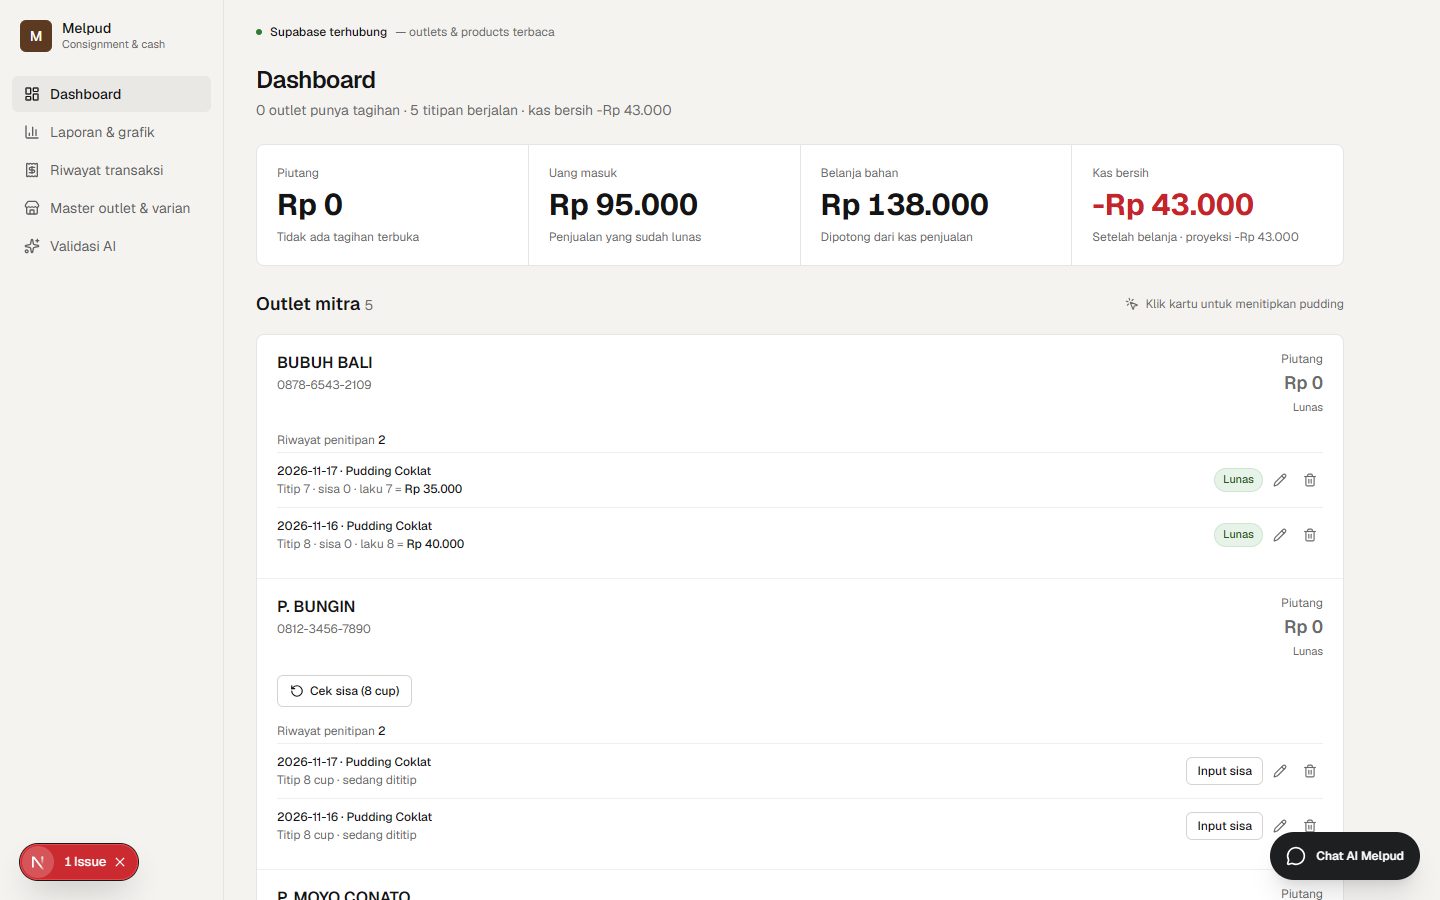 M
Melpud
Consignment & cash
Dashboard
Laporan & grafik
Riwayat transaksi
Master outlet & varian
Validasi AI
Supabase terhubung — outlets & products terbaca
Dashboard
0 outlet punya tagihan · 5 titipan berjalan · kas bersih -Rp 43.000
Piutang
Rp 0
Tidak ada tagihan terbuka
Uang masuk
Rp 95.000
Penjualan yang sudah lunas
Belanja bahan
Rp 138.000
Dipotong dari kas penjualan
Kas bersih
-Rp 43.000
Setelah belanja · proyeksi -Rp 43.000
Outlet mitra 5
Klik kartu untuk menitipkan pudding
BUBUH BALI
0878-6543-2109
Piutang
Rp 0
Lunas
Riwayat penitipan 2
2026-11-17 · Pudding Coklat
Titip 7 · sisa 0 · laku 7 = Rp 35.000
Lunas
2026-11-16 · Pudding Coklat
Titip 8 · sisa 0 · laku 8 = Rp 40.000
Lunas
P. BUNGIN
0812-3456-7890
Piutang
Rp 0
Lunas
Cek sisa (8 cup)
Riwayat penitipan 2
2026-11-17 · Pudding Coklat
Titip 8 cup · sedang dititip
Input sisa
2026-11-16 · Pudding Coklat
Titip 8 cup · sedang dititip
Input sisa
P. MOYO CONATO
Piutang
N
1 Issue
Chat AI Melpud